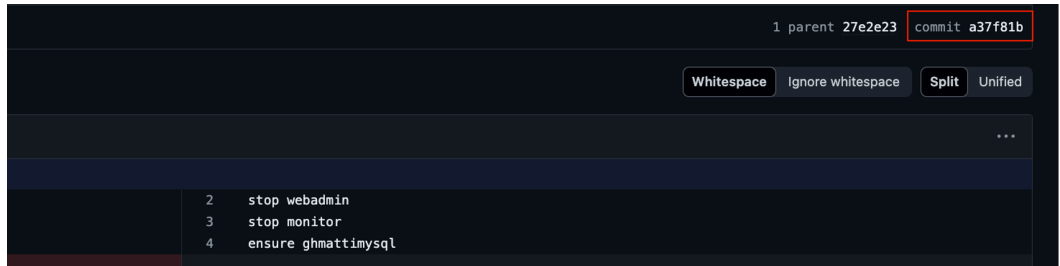 1 parent 27e2e23 commit a37f81b
Whitespace Ignore whitespace Split Unified
2 stop webadmin
3 stop monitor
4 ensure ghmattimysql